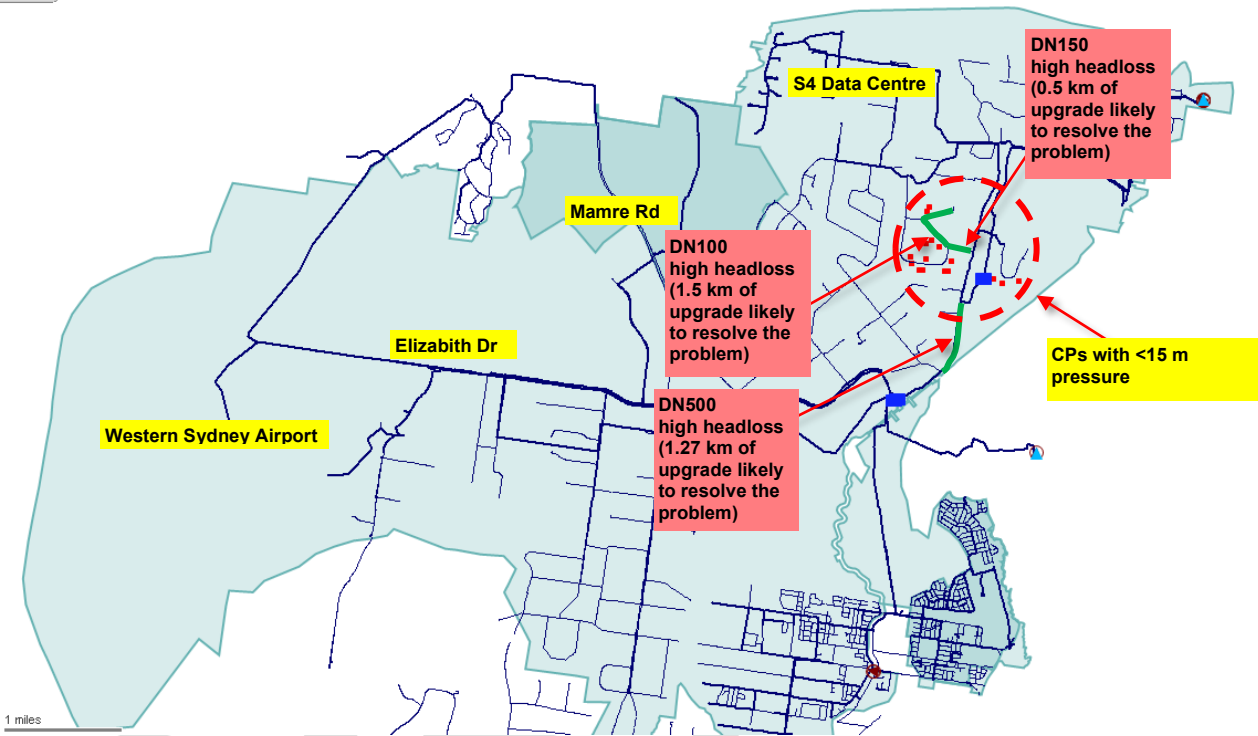 DN150
high headloss
(0.5 km of
upgrade likely
to resolve the
problem)
S4 Data Centre
Mamre Rd
DN100
high headloss
(1.5 km of
upgrade likely
to resolve the
problem)
Elizabith Dr
CPs with <15 m
pressure
DN500
high headloss
(1.27 km of
upgrade likely
to resolve the
problem)
Western Sydney Airport
1 miles